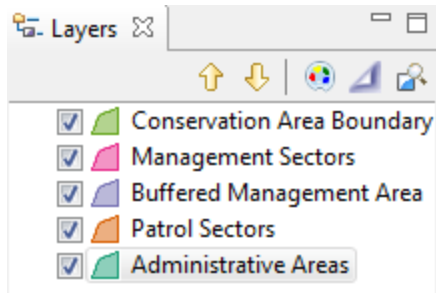 Layers
Conservation Area Boundary
Management Sectors
Buffered Management Area
Patrol Sectors
Administrative Areas